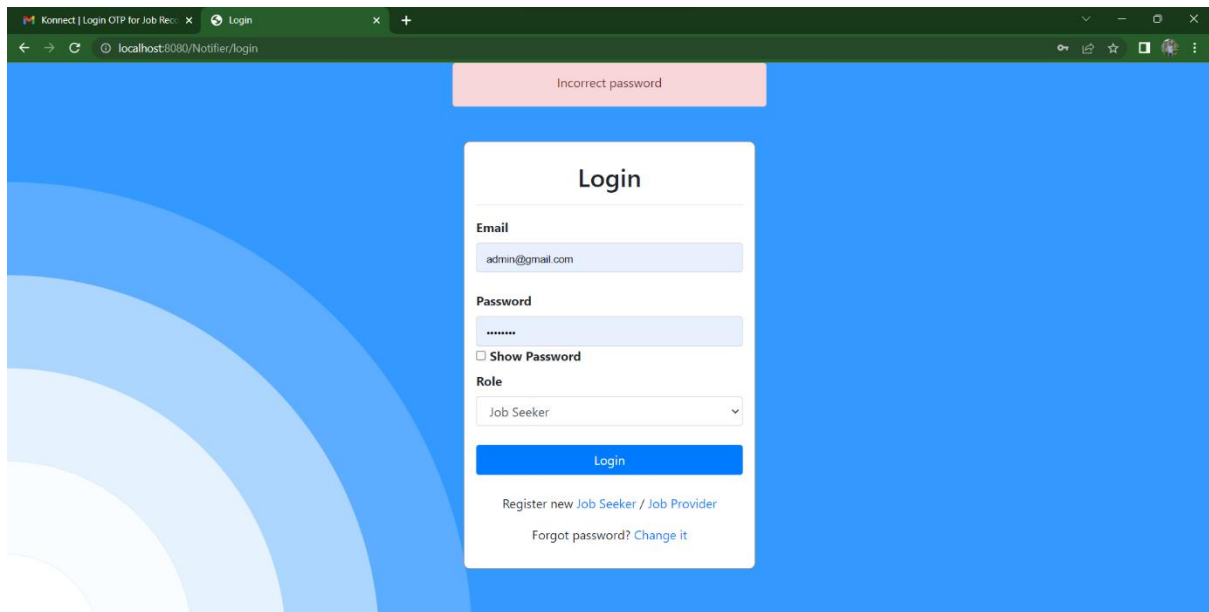 Konnect | Login OTP for Job Reco
Login
localhost:8080/Notifier/login
Incorrect password
Login
Email
admin@gmail.com
Password
••••••••
Show Password
Role
Job Seeker
Login
Register new Job Seeker / Job Provider
Forgot password? Change it